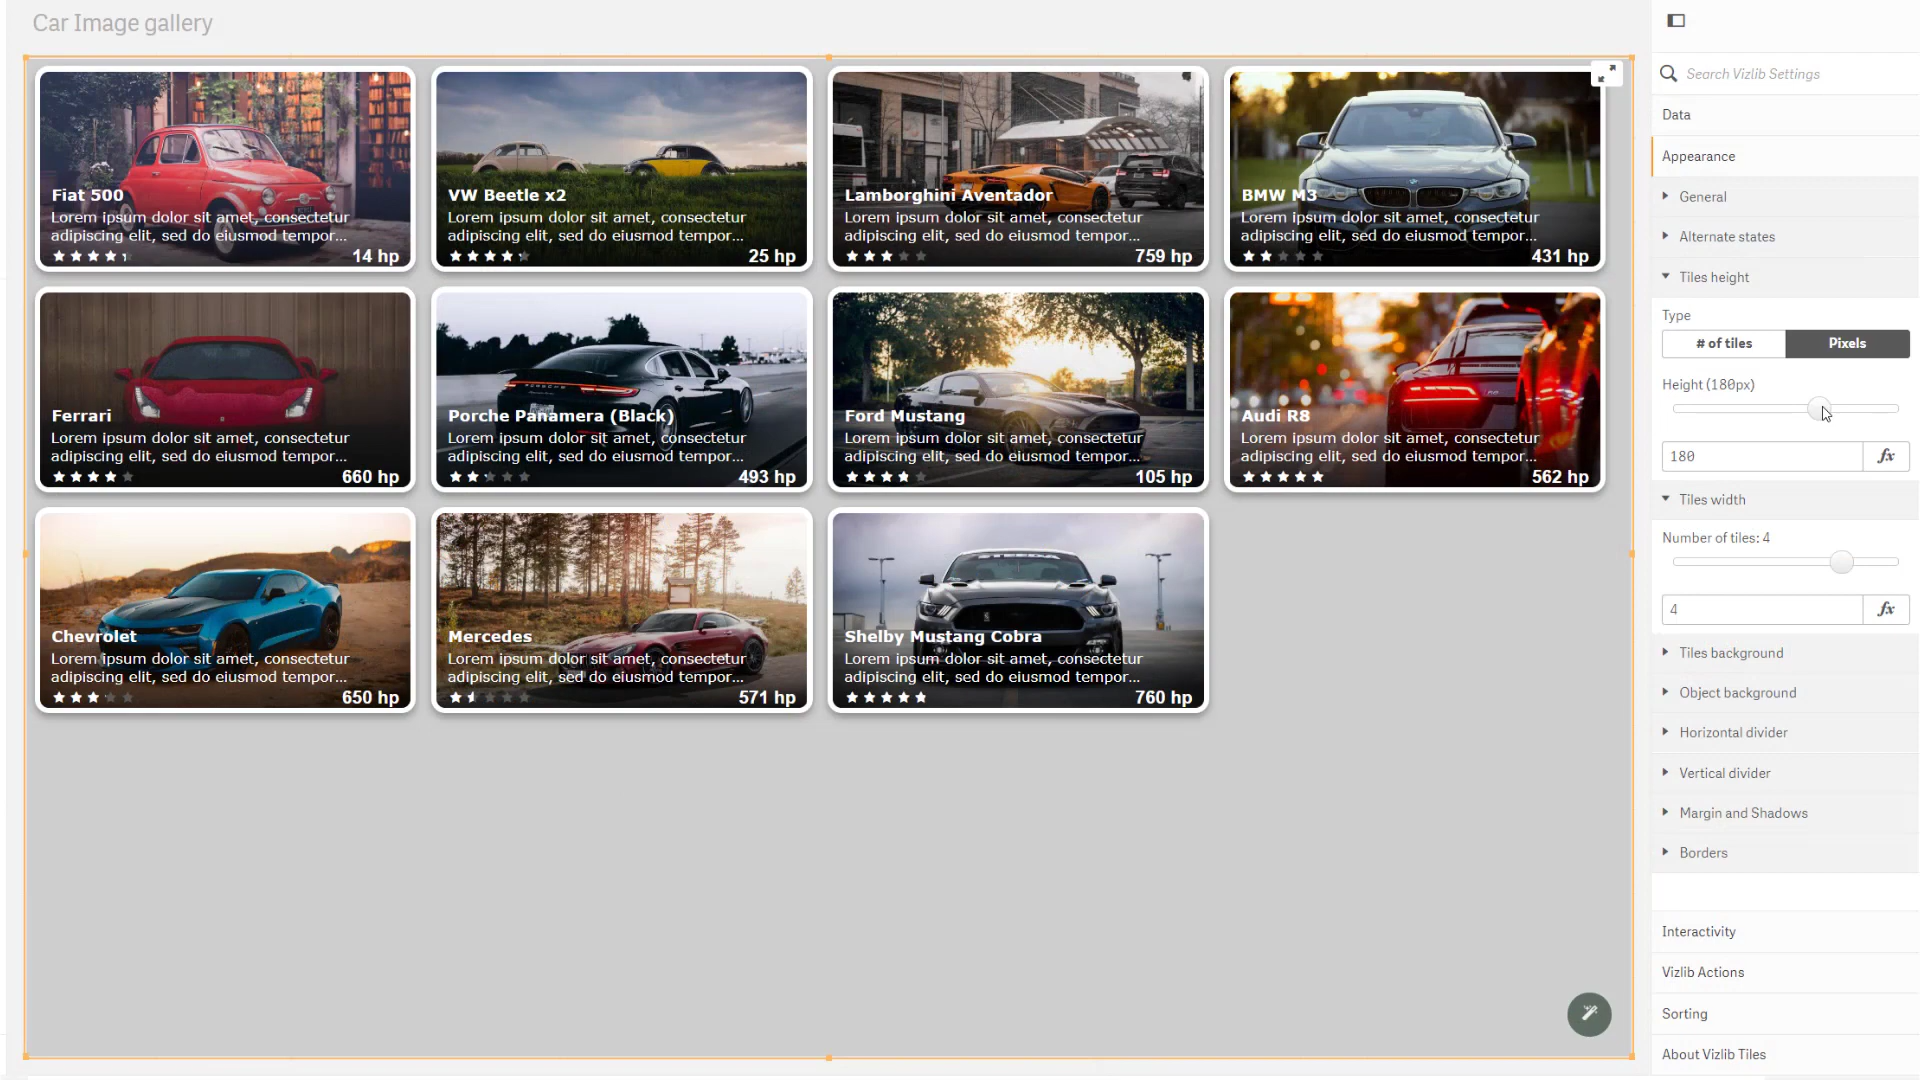 Car Image gallery
Search Vizlib Settings
Data
Appearance
General
Alternate states
Tiles height
Type
# of tiles
Pixels
Height (180px)
180
fx
Tiles width
Number of tiles: 4
4
fx
Tiles background
Object background
Horizontal divider
Vertical divider
Margin and Shadows
Borders
Interactivity
Vizlib Actions
Sorting
About Vizlib Tiles
Fiat 500
Lorem ipsum dolor sit amet, consectetur
adipiscing elit, sed do eiusmod tempor...
14 hp
VW Beetle x2
Lorem ipsum dolor sit amet, consectetur
adipiscing elit, sed do eiusmod tempor...
25 hp
Lamborghini Aventador
Lorem ipsum dolor sit amet, consectetur
adipiscing elit, sed do eiusmod tempor...
759 hp
BMW M3
Lorem ipsum dolor sit amet, consectetur
adipiscing elit, sed do eiusmod tempor...
431 hp
Ferrari
Lorem ipsum dolor sit amet, consectetur
adipiscing elit, sed do eiusmod tempor...
660 hp
Porche Panamera (Black)
Lorem ipsum dolor sit amet, consectetur
adipiscing elit, sed do eiusmod tempor...
493 hp
Ford Mustang
Lorem ipsum dolor sit amet, consectetur
adipiscing elit, sed do eiusmod tempor...
105 hp
Audi R8
Lorem ipsum dolor sit amet, consectetur
adipiscing elit, sed do eiusmod tempor...
562 hp
Chevrolet
Lorem ipsum dolor sit amet, consectetur
adipiscing elit, sed do eiusmod tempor...
650 hp
Mercedes
Lorem ipsum dolor sit amet, consectetur
adipiscing elit, sed do eiusmod tempor...
571 hp
Shelby Mustang Cobra
Lorem ipsum dolor sit amet, consectetur
adipiscing elit, sed do eiusmod tempor...
760 hp